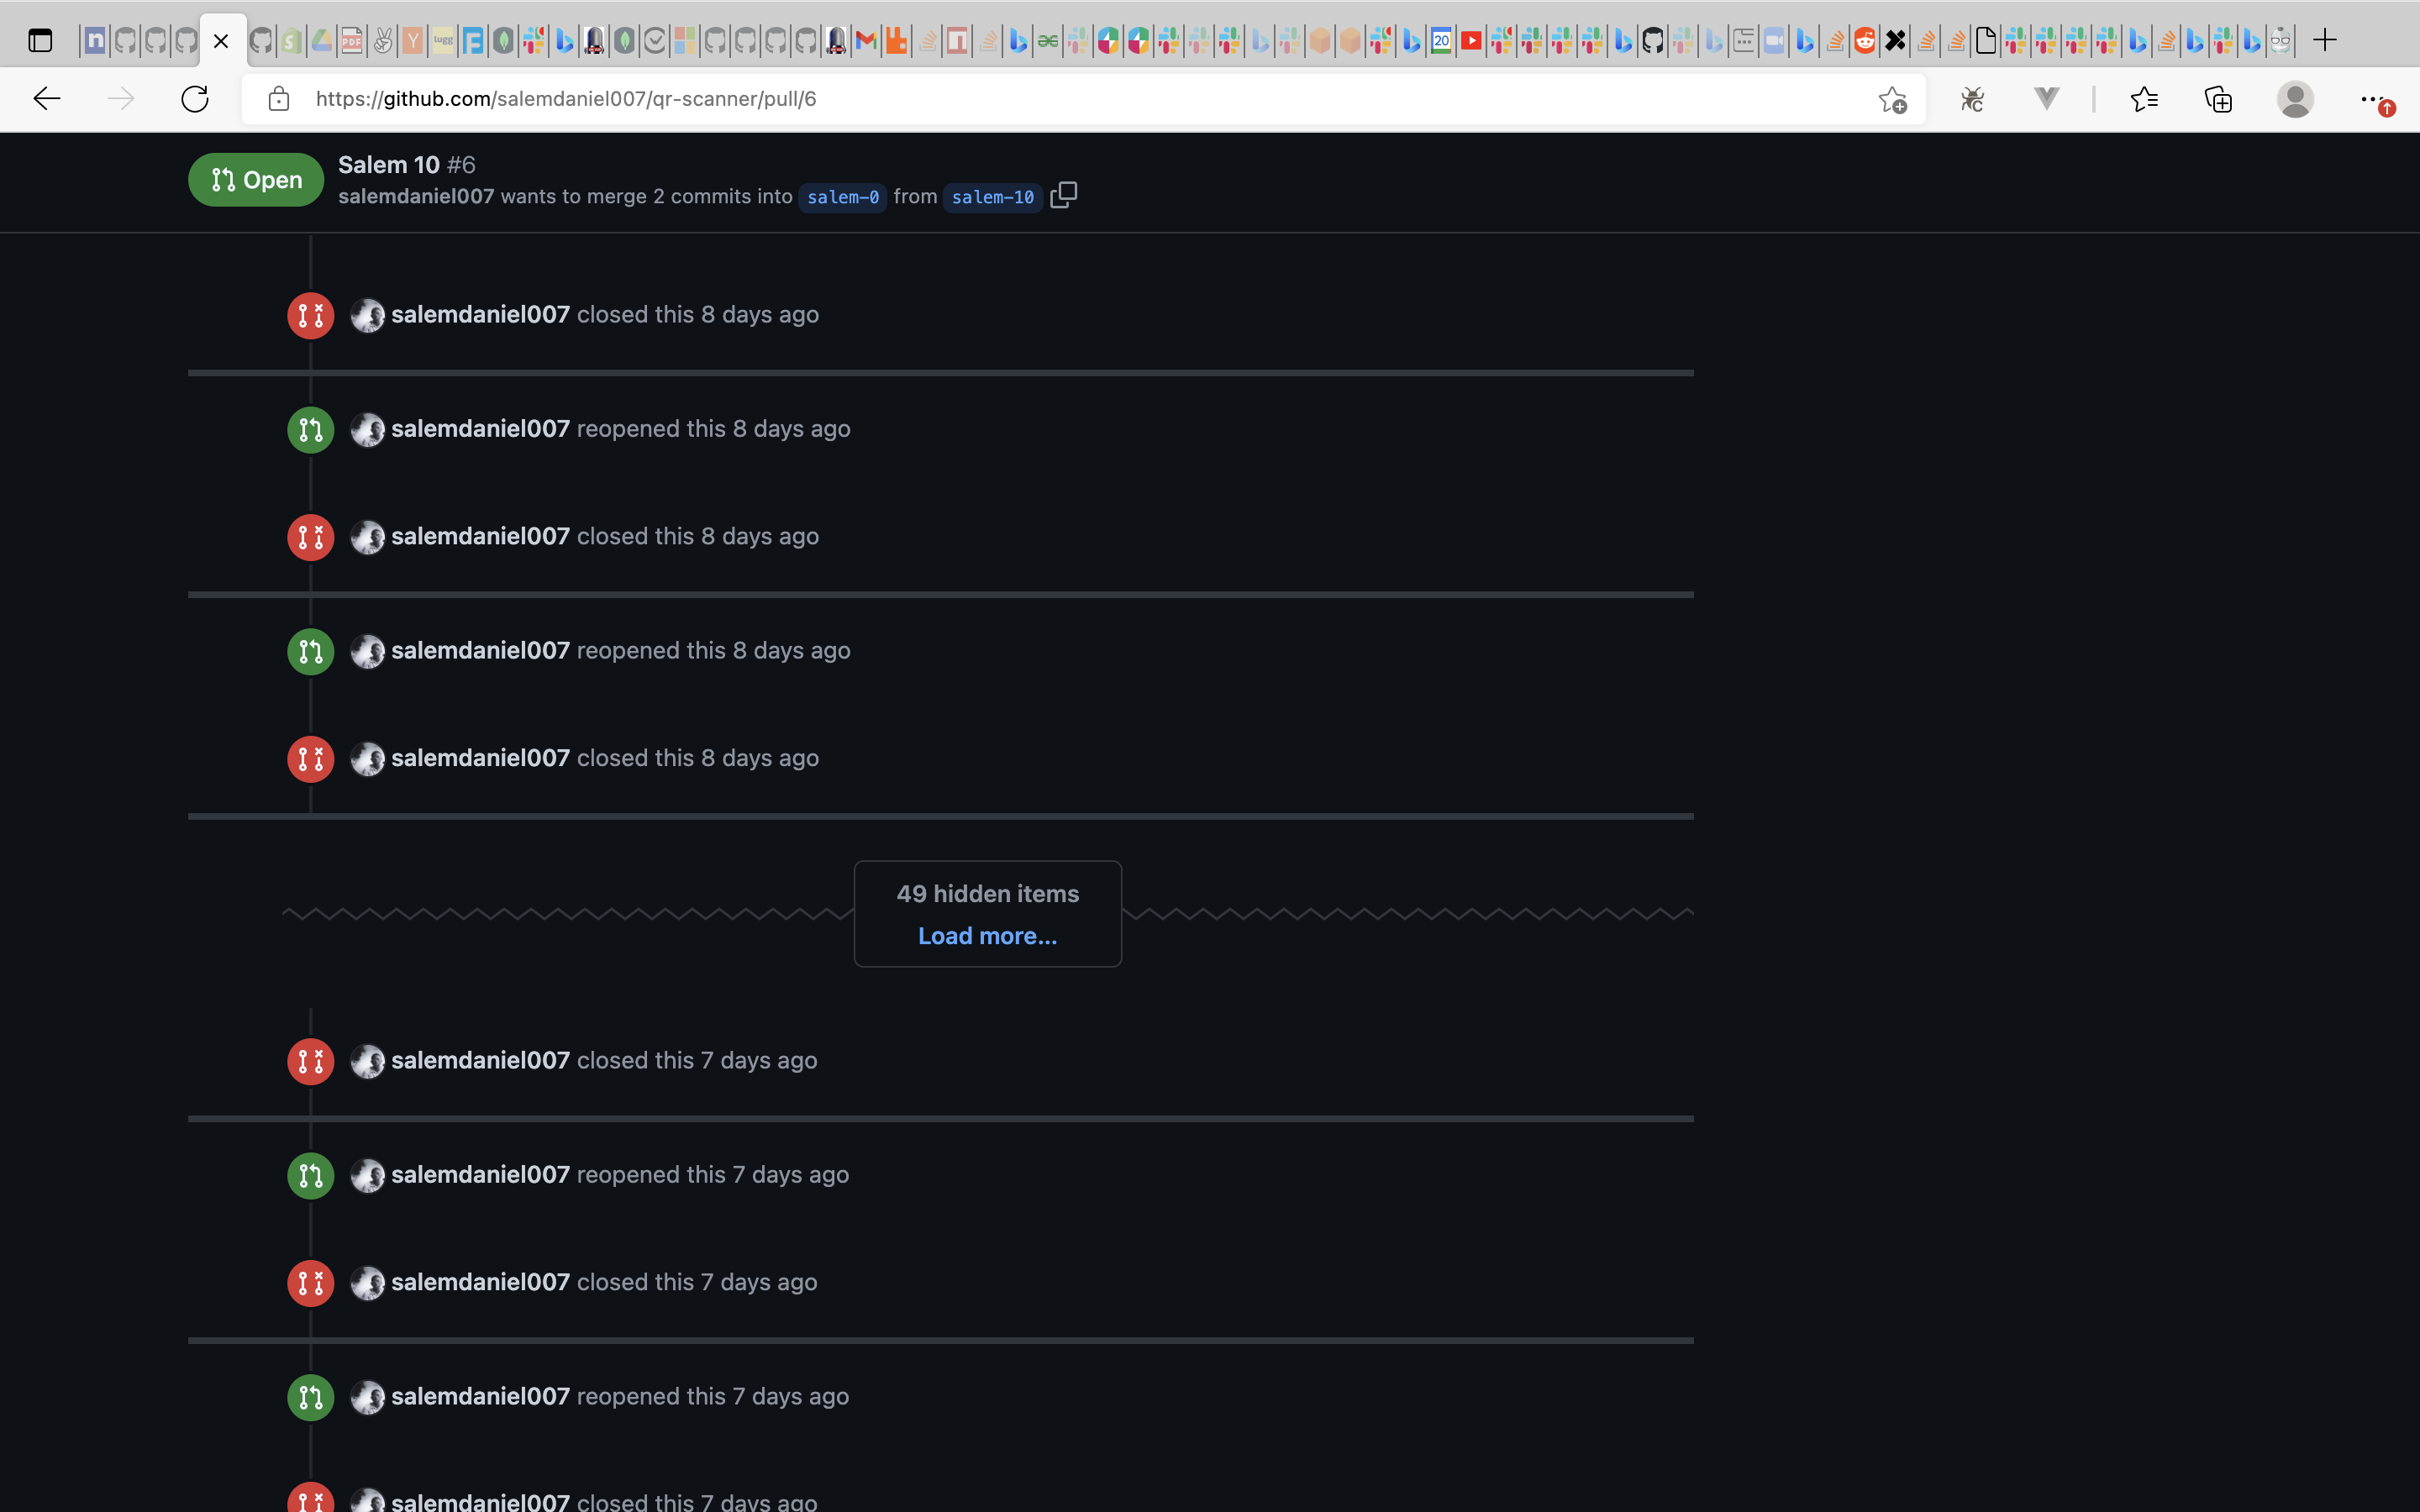 https://github.com/salemdaniel007/qr-scanner/pull/6
Open
Salem 10 #6
salemdaniel007 wants to merge 2 commits into salem-0 from salem-10
salemdaniel007 closed this 8 days ago
salemdaniel007 reopened this 8 days ago
salemdaniel007 closed this 8 days ago
salemdaniel007 reopened this 8 days ago
salemdaniel007 closed this 8 days ago
49 hidden items
Load more...
salemdaniel007 closed this 7 days ago
salemdaniel007 reopened this 7 days ago
salemdaniel007 closed this 7 days ago
salemdaniel007 reopened this 7 days ago
salemdaniel007 closed this 7 days ago